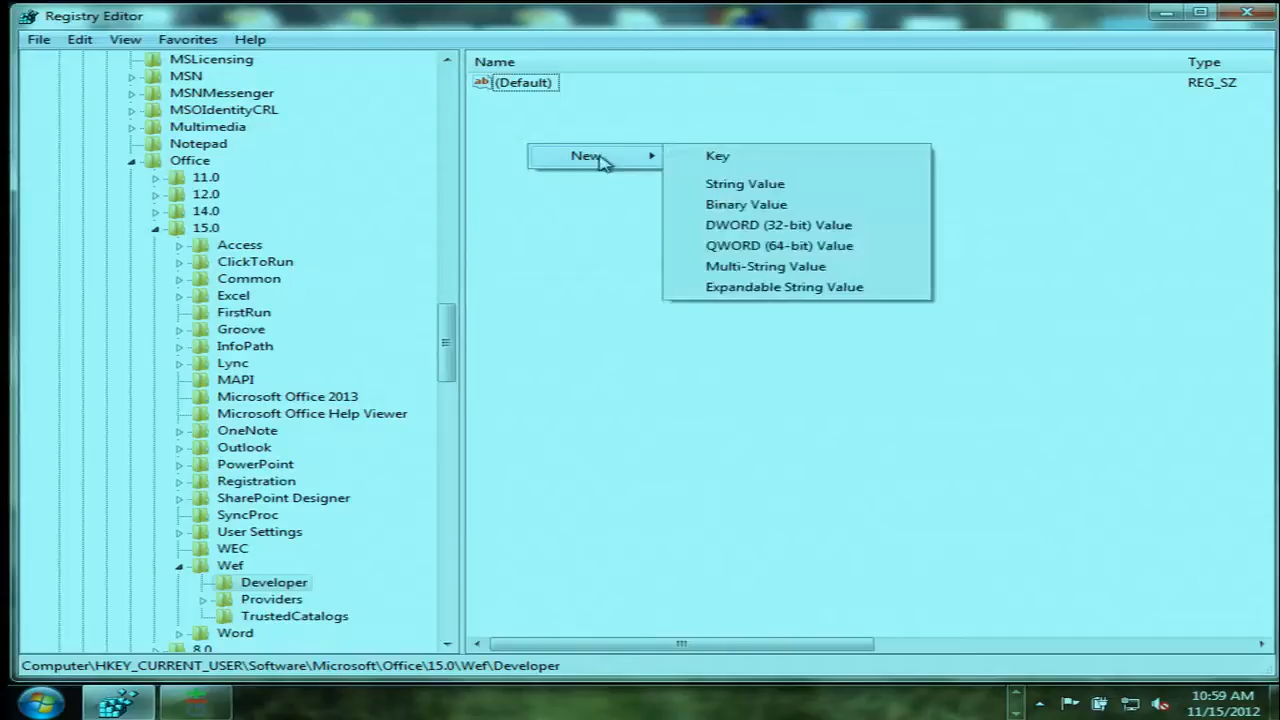 Registry Editor
File Edit View Favorites Help
MSLicensing
MSN
MSNMessenger
MSOIdentityCRL
Multimedia
Notepad
Office
11.0
12.0
14.0
15.0
Access
ClickToRun
Common
Excel
FirstRun
Groove
InfoPath
Lync
MAPI
Microsoft Office 2013
Microsoft Office Help Viewer
OneNote
Outlook
PowerPoint
Registration
SharePoint Designer
SyncProc
User Settings
WEC
Wef
Developer
Providers
TrustedCatalogs
Word
8.0
Name Type
ab (Default) REG_SZ
New
Key
String Value
Binary Value
DWORD (32-bit) Value
QWORD (64-bit) Value
Multi-String Value
Expandable String Value
Computer\HKEY_CURRENT_USER\Software\Microsoft\Office\15.0\Wef\Developer
10:59 AM
11/15/2012